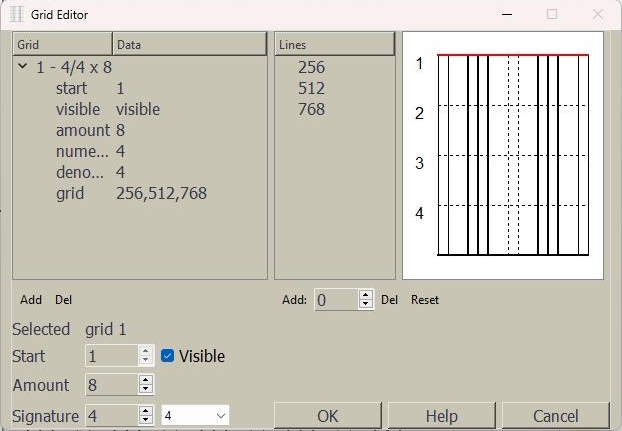 Grid Editor
Grid Data Lines
1 - 4/4 x 8 256
start 1 512
visible visible 768
amount 8
nume... 4
deno... 4
grid 256,512,768
1
2
3
4
Add Del Add: 0 Del Reset
Selected grid 1
Start 1 Visible
Amount 8
Signature 4 4 OK Help Cancel